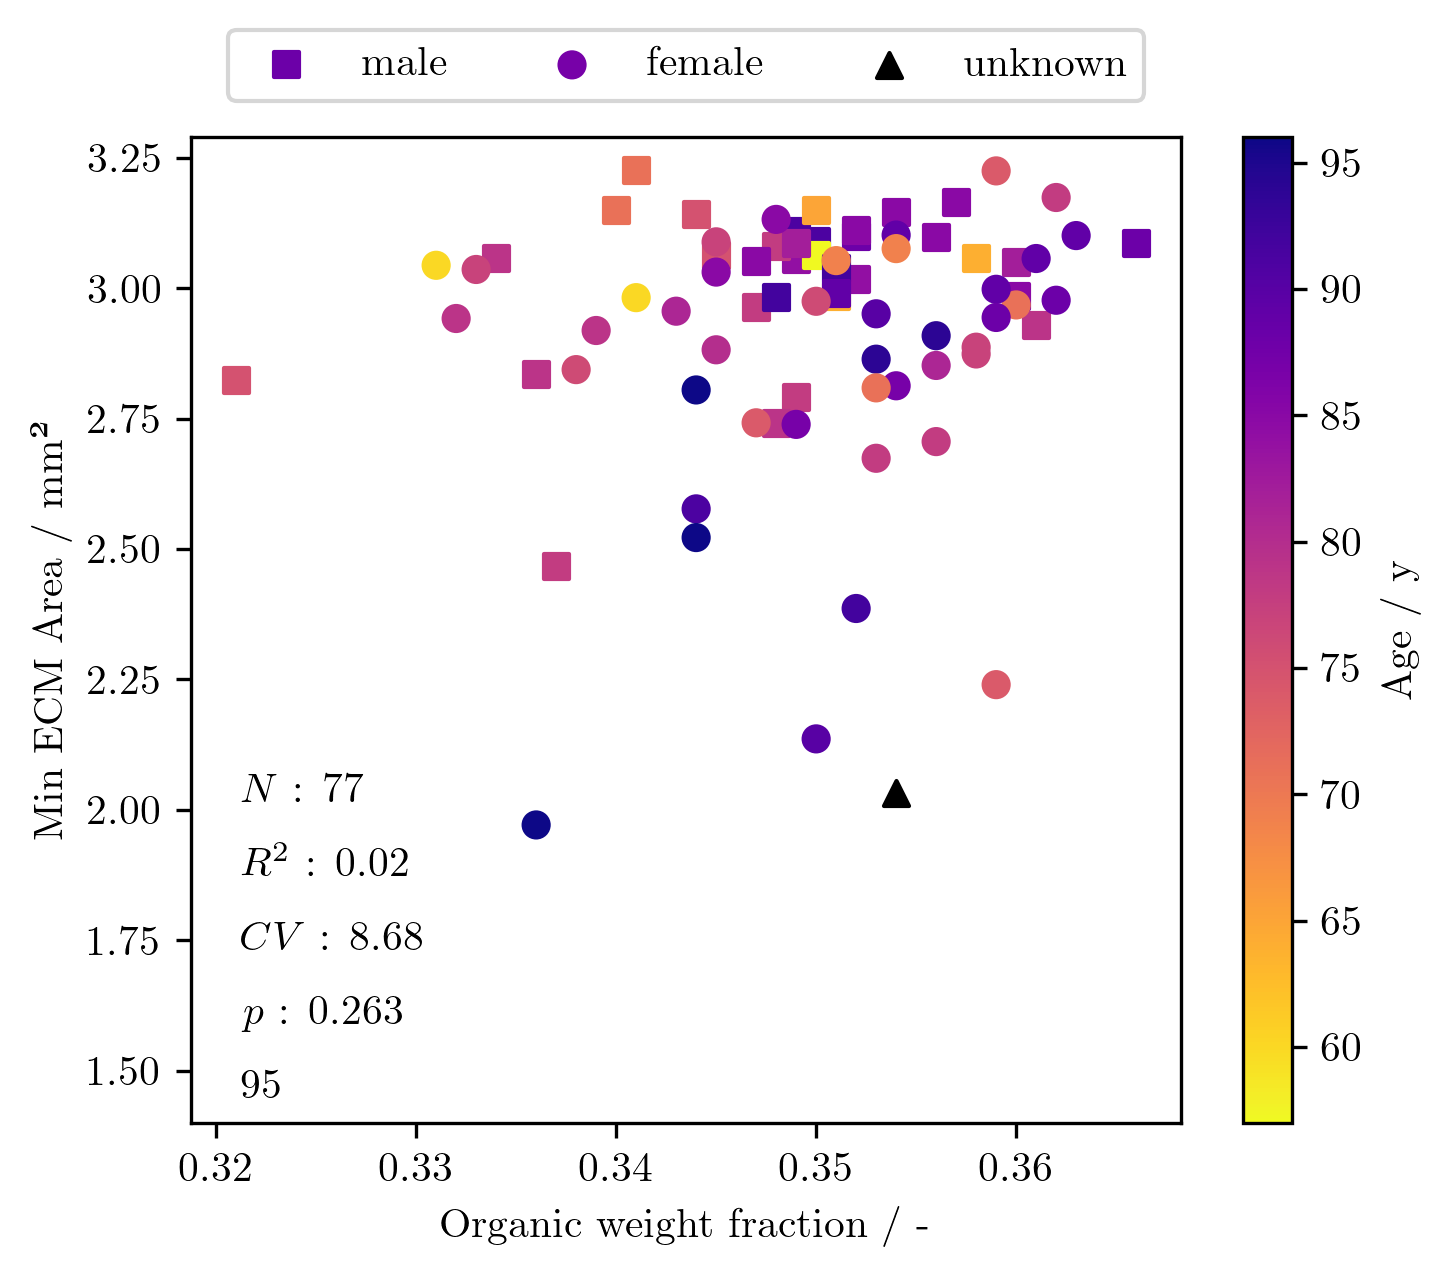 male female unknown
3.25
3.00
2.75
2.50
2.25
2.00
1.75
1.50
Min ECM Area / mm²
N : 77
R² : 0.02
CV : 8.68
p : 0.263
95
0.32 0.33 0.34 0.35 0.36
Organic weight fraction / -
95
90
85
80
75
70
65
60
Age / y